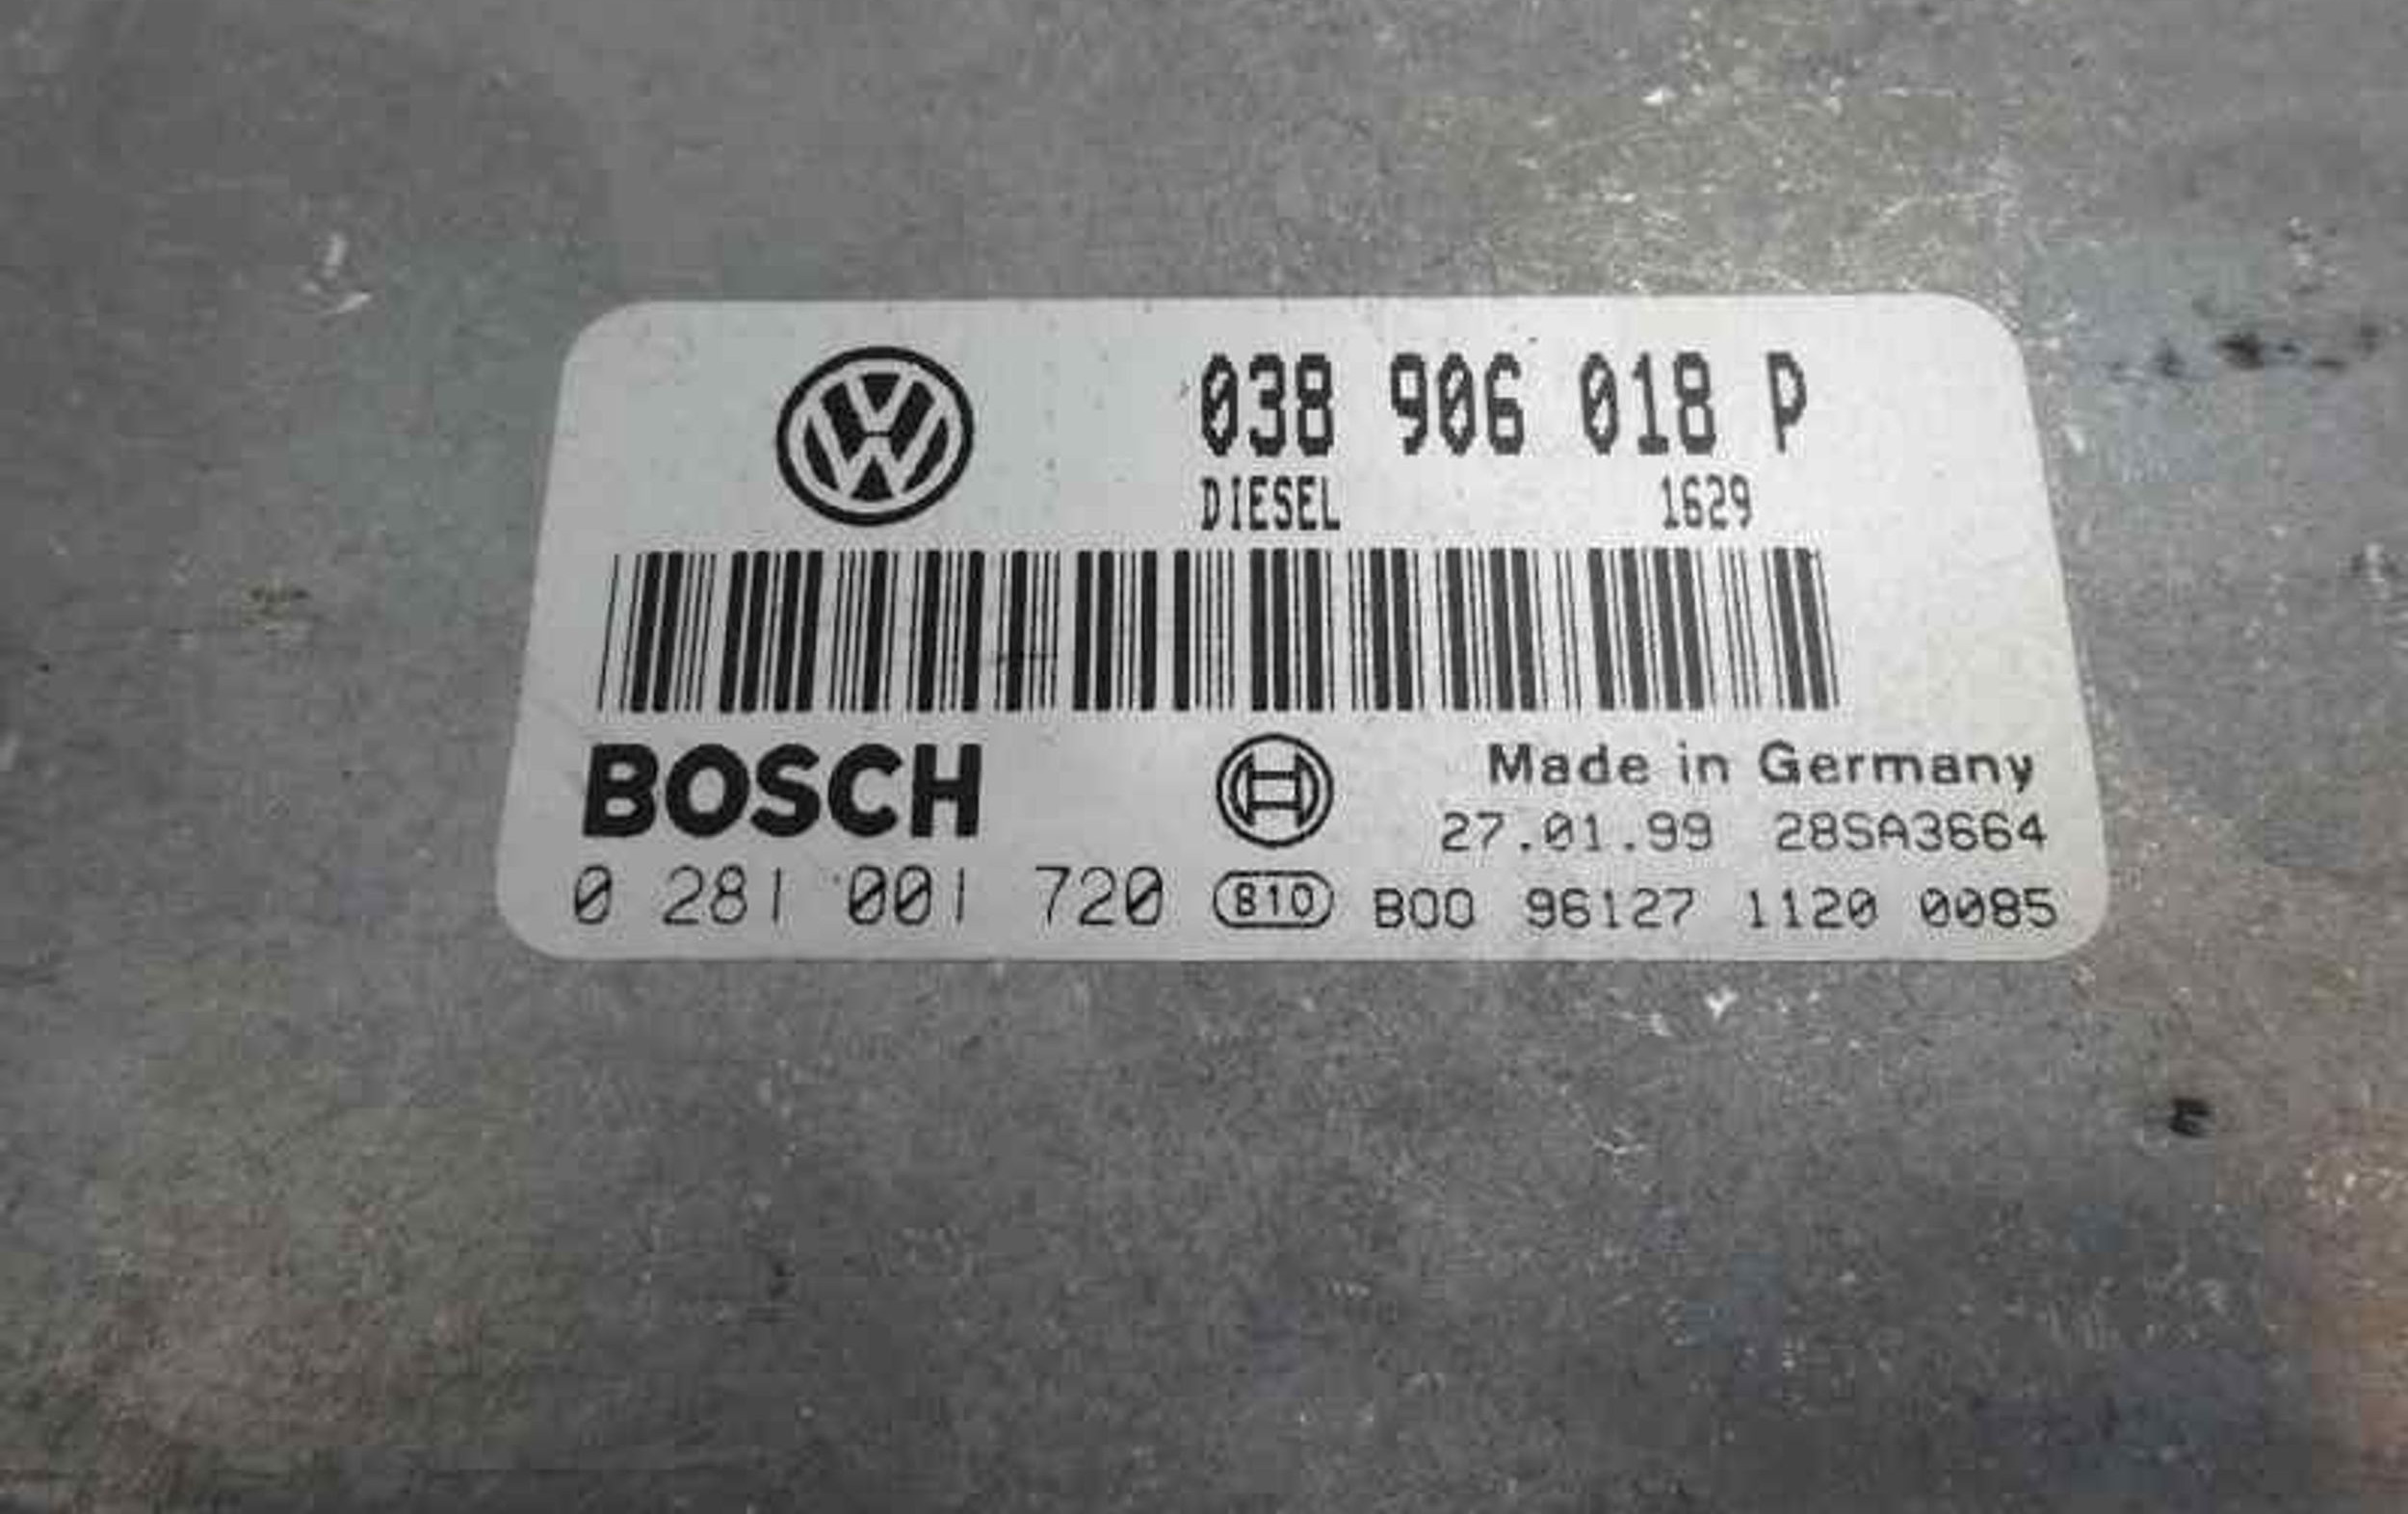 038 906 018 P
DIESEL 1629
BOSCH
Made in Germany
27.01.99 28SA3664
0 281 001 720 B10 B00 96127 1120 0085